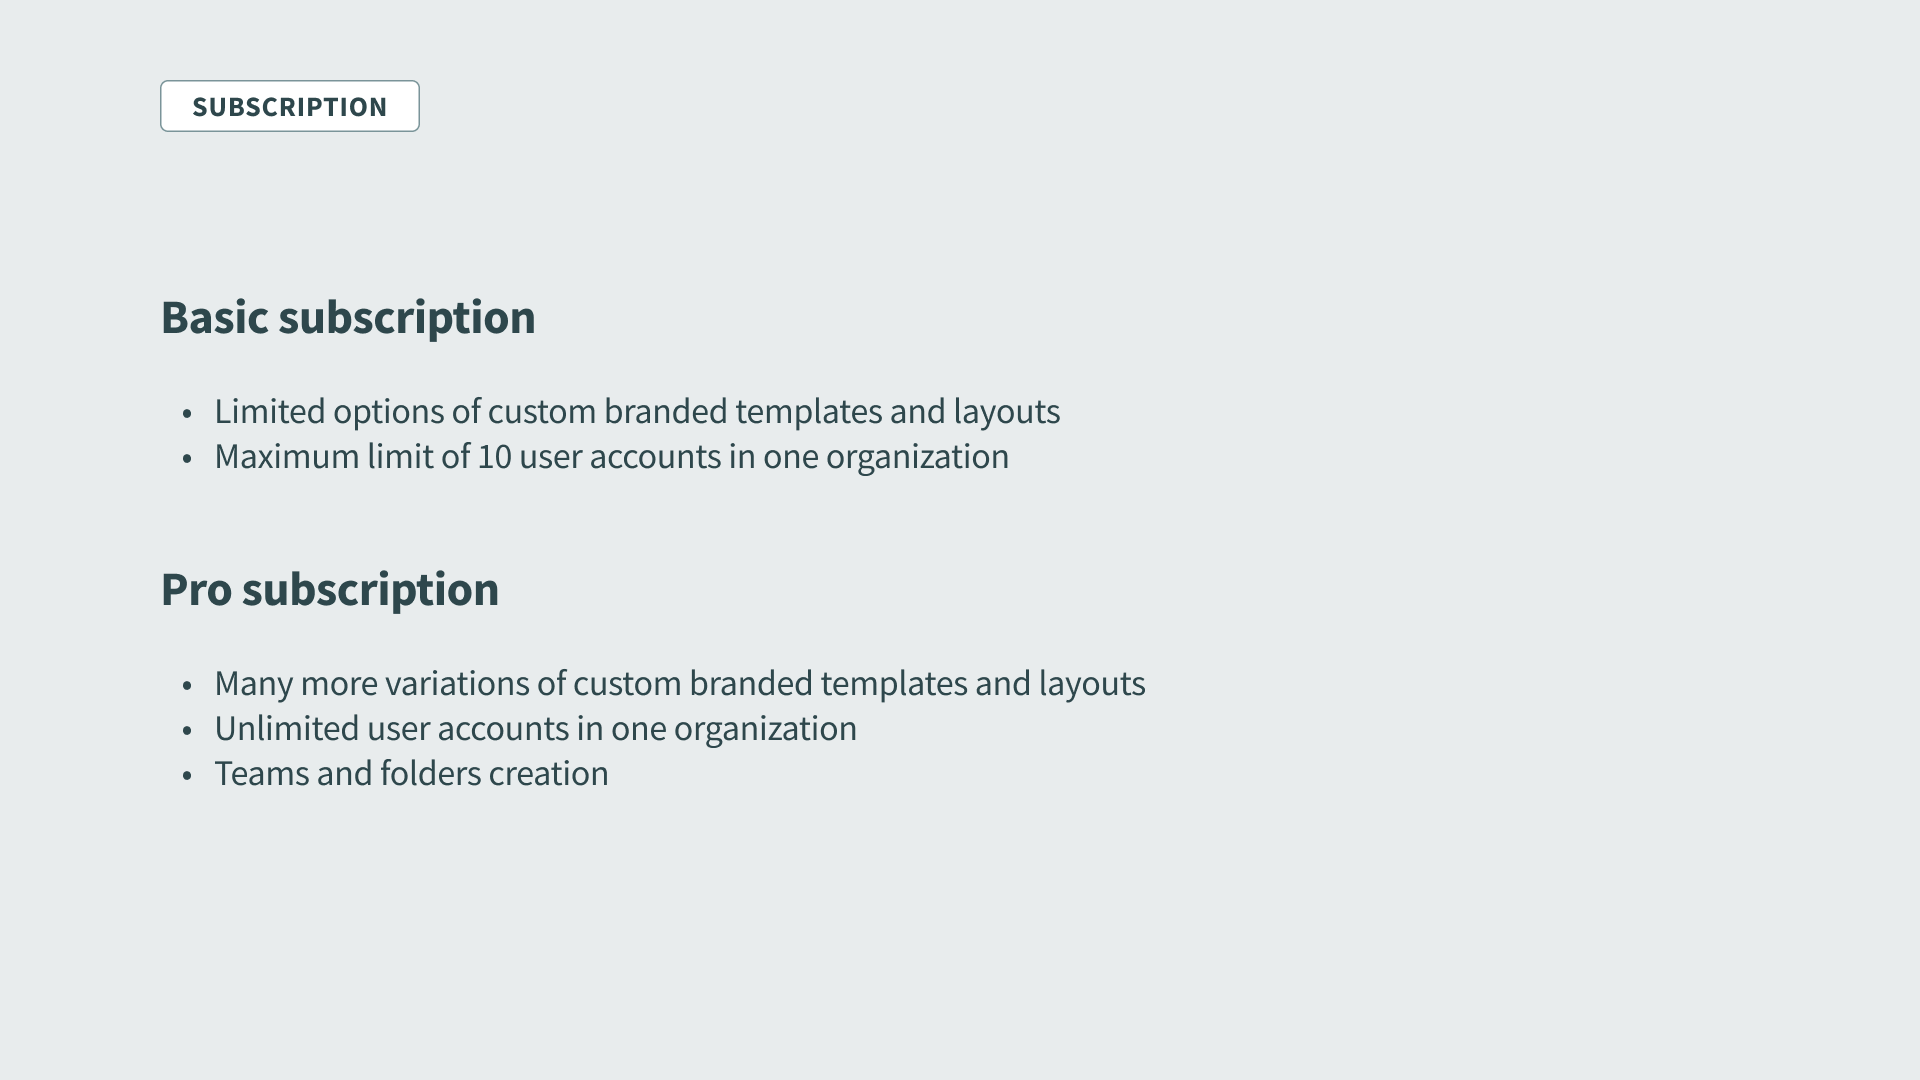 SUBSCRIPTION
Basic subscription
• Limited options of custom branded templates and layouts
• Maximum limit of 10 user accounts in one organization
Pro subscription
• Many more variations of custom branded templates and layouts
• Unlimited user accounts in one organization
• Teams and folders creation